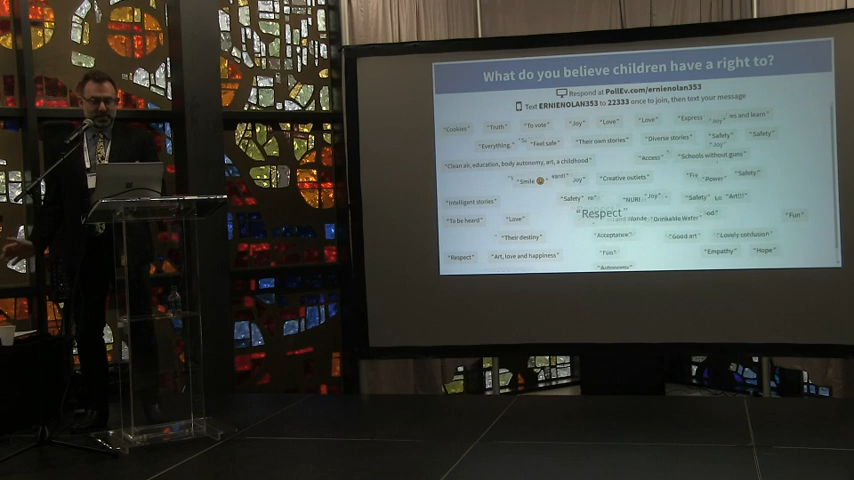 What do you believe children have a right to?
Respond at PollEv.com/ernienolan353
Text ERNIENOLAN353 to 22333 once to join, then text your message
"Cookies" "Truth" "To vote" "Joy" "Love" "Love" "Express
"Everything, "Feel safe" "Their own stories" "Diverse stories" "Safety" "Safety"
"Joy"
"Clean air, education, body autonomy, art, a childhood" "Access" "Schools without guns"
"Smile 😀" Joy" "Creative outlets" "Power" "Safety"
"Intelligent stories" "Safety" "Joy" "Safety" "Art!!!"
"Respect"
"To be heard" "Love" Water" "Fun"
"Their destiny" "Acceptance" "Good art" "Lovely confusion"
"Respect" "Art, love and happiness" "Fun" "Empathy" "Hope"
"Autonomy"